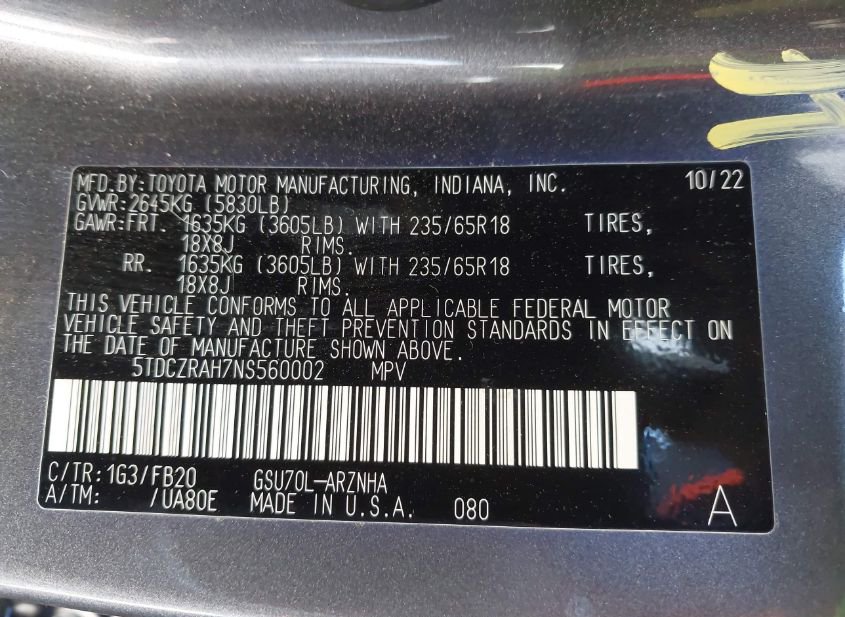 MFD.BY:TOYOTA MOTOR MANUFACTURING, INDIANA, INC. 10/22
GVWR:2645KG (5830LB)
GAWR:FRT. 1635KG (3605LB) WITH 235/65R18 TIRES,
18X8J RIMS.
RR. 1635KG (3605LB) WITH 235/65R18 TIRES,
18X8J RIMS.
THIS VEHICLE CONFORMS TO ALL APPLICABLE FEDERAL MOTOR
VEHICLE SAFETY AND THEFT PREVENTION STANDARDS IN EFFECT ON
THE DATE OF MANUFACTURE SHOWN ABOVE.
5TDCZRAH7NS560002 MPV
C/TR:1G3/FB20 GSU70L-ARZNHA
A/TM: /UA80E MADE IN U.S.A. 080 A